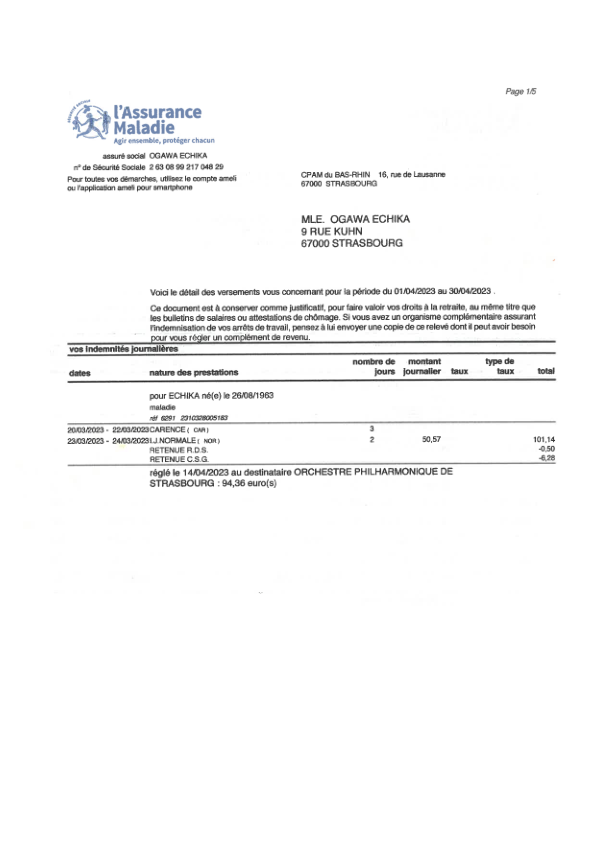 Page 1/5
SÉCURITÉ SOCIALE
l'Assurance
Maladie
Agir ensemble, protéger chacun
assuré social OGAWA ECHIKA
n° de Sécurité Sociale 2 63 08 99 217 048 29
Pour toutes vos démarches, utilisez le compte ameli
ou l'application ameli pour smartphone
CPAM du BAS-RHIN 16, rue de Lausanne
67000 STRASBOURG
MLE. OGAWA ECHIKA
9 RUE KUHN
67000 STRASBOURG
Voici le détail des versements vous concernant pour la période du 01/04/2023 au 30/04/2023 .
Ce document est à conserver comme justificatif, pour faire valoir vos droits à la retraite, au même titre que
les bulletins de salaires ou attestations de chômage. Si vous avez un organisme complémentaire assurant
l'indemnisation de vos arrêts de travail, pensez à lui envoyer une copie de ce relevé dont il peut avoir besoin
pour vous régler un complément de revenu.
vos indemnités journalières
dates nature des prestations nombre de jours montant journalier taux type de taux total
pour ECHIKA né(e) le 26/08/1963
maladie
réf 6291 2310328005183
20/03/2023 - 22/03/2023 CARENCE ( CAR ) 3
23/03/2023 - 24/03/2023 I.J.NORMALE ( NOR ) 2 50,57 101,14
RETENUE R.D.S. -0,50
RETENUE C.S.G. -6,28
réglé le 14/04/2023 au destinataire ORCHESTRE PHILHARMONIQUE DE
STRASBOURG : 94,36 euro(s)